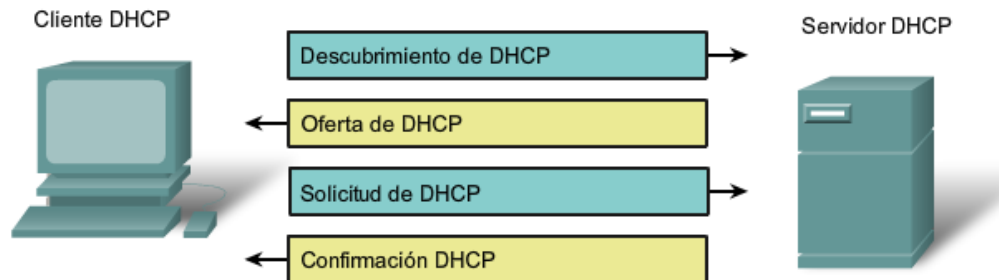 Cliente DHCP
Servidor DHCP
Descubrimiento de DHCP
Oferta de DHCP
Solicitud de DHCP
Confirmación DHCP